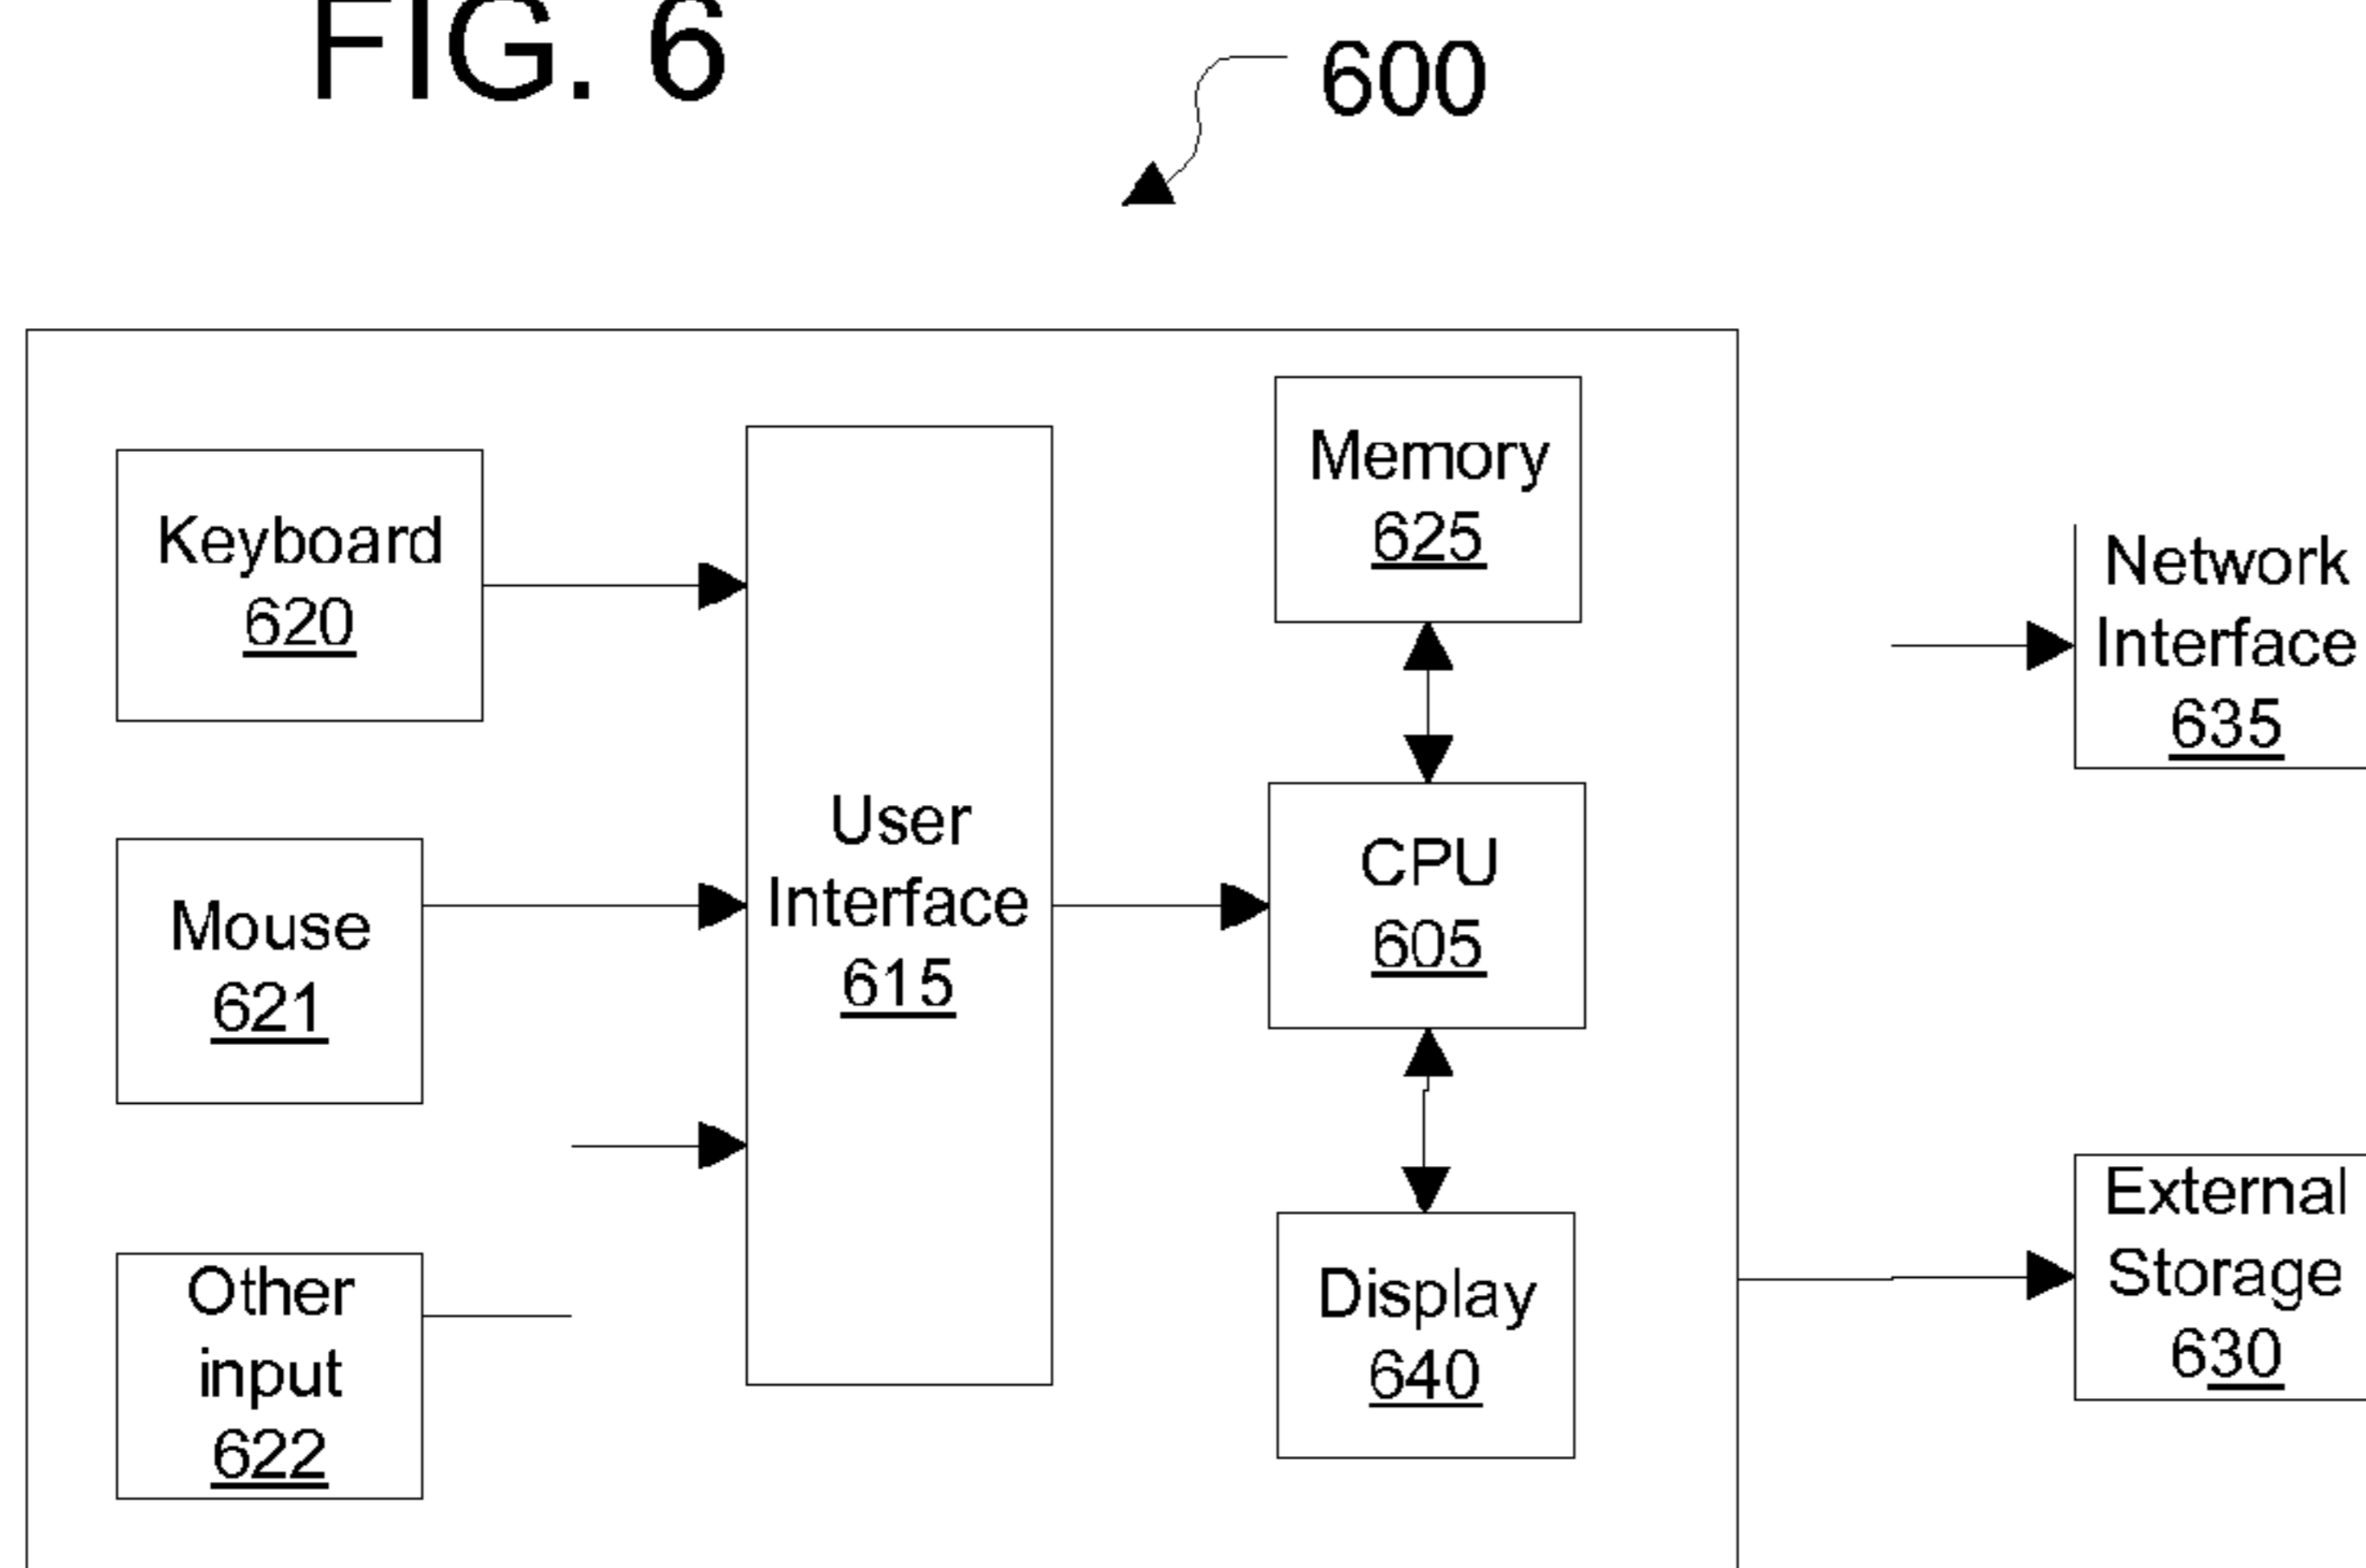 FIG. 6
600
Keyboard
620
Mouse
621
Other
input
622
User
Interface
615
Memory
625
CPU
605
Display
640
Network
Interface
635
External
Storage
630